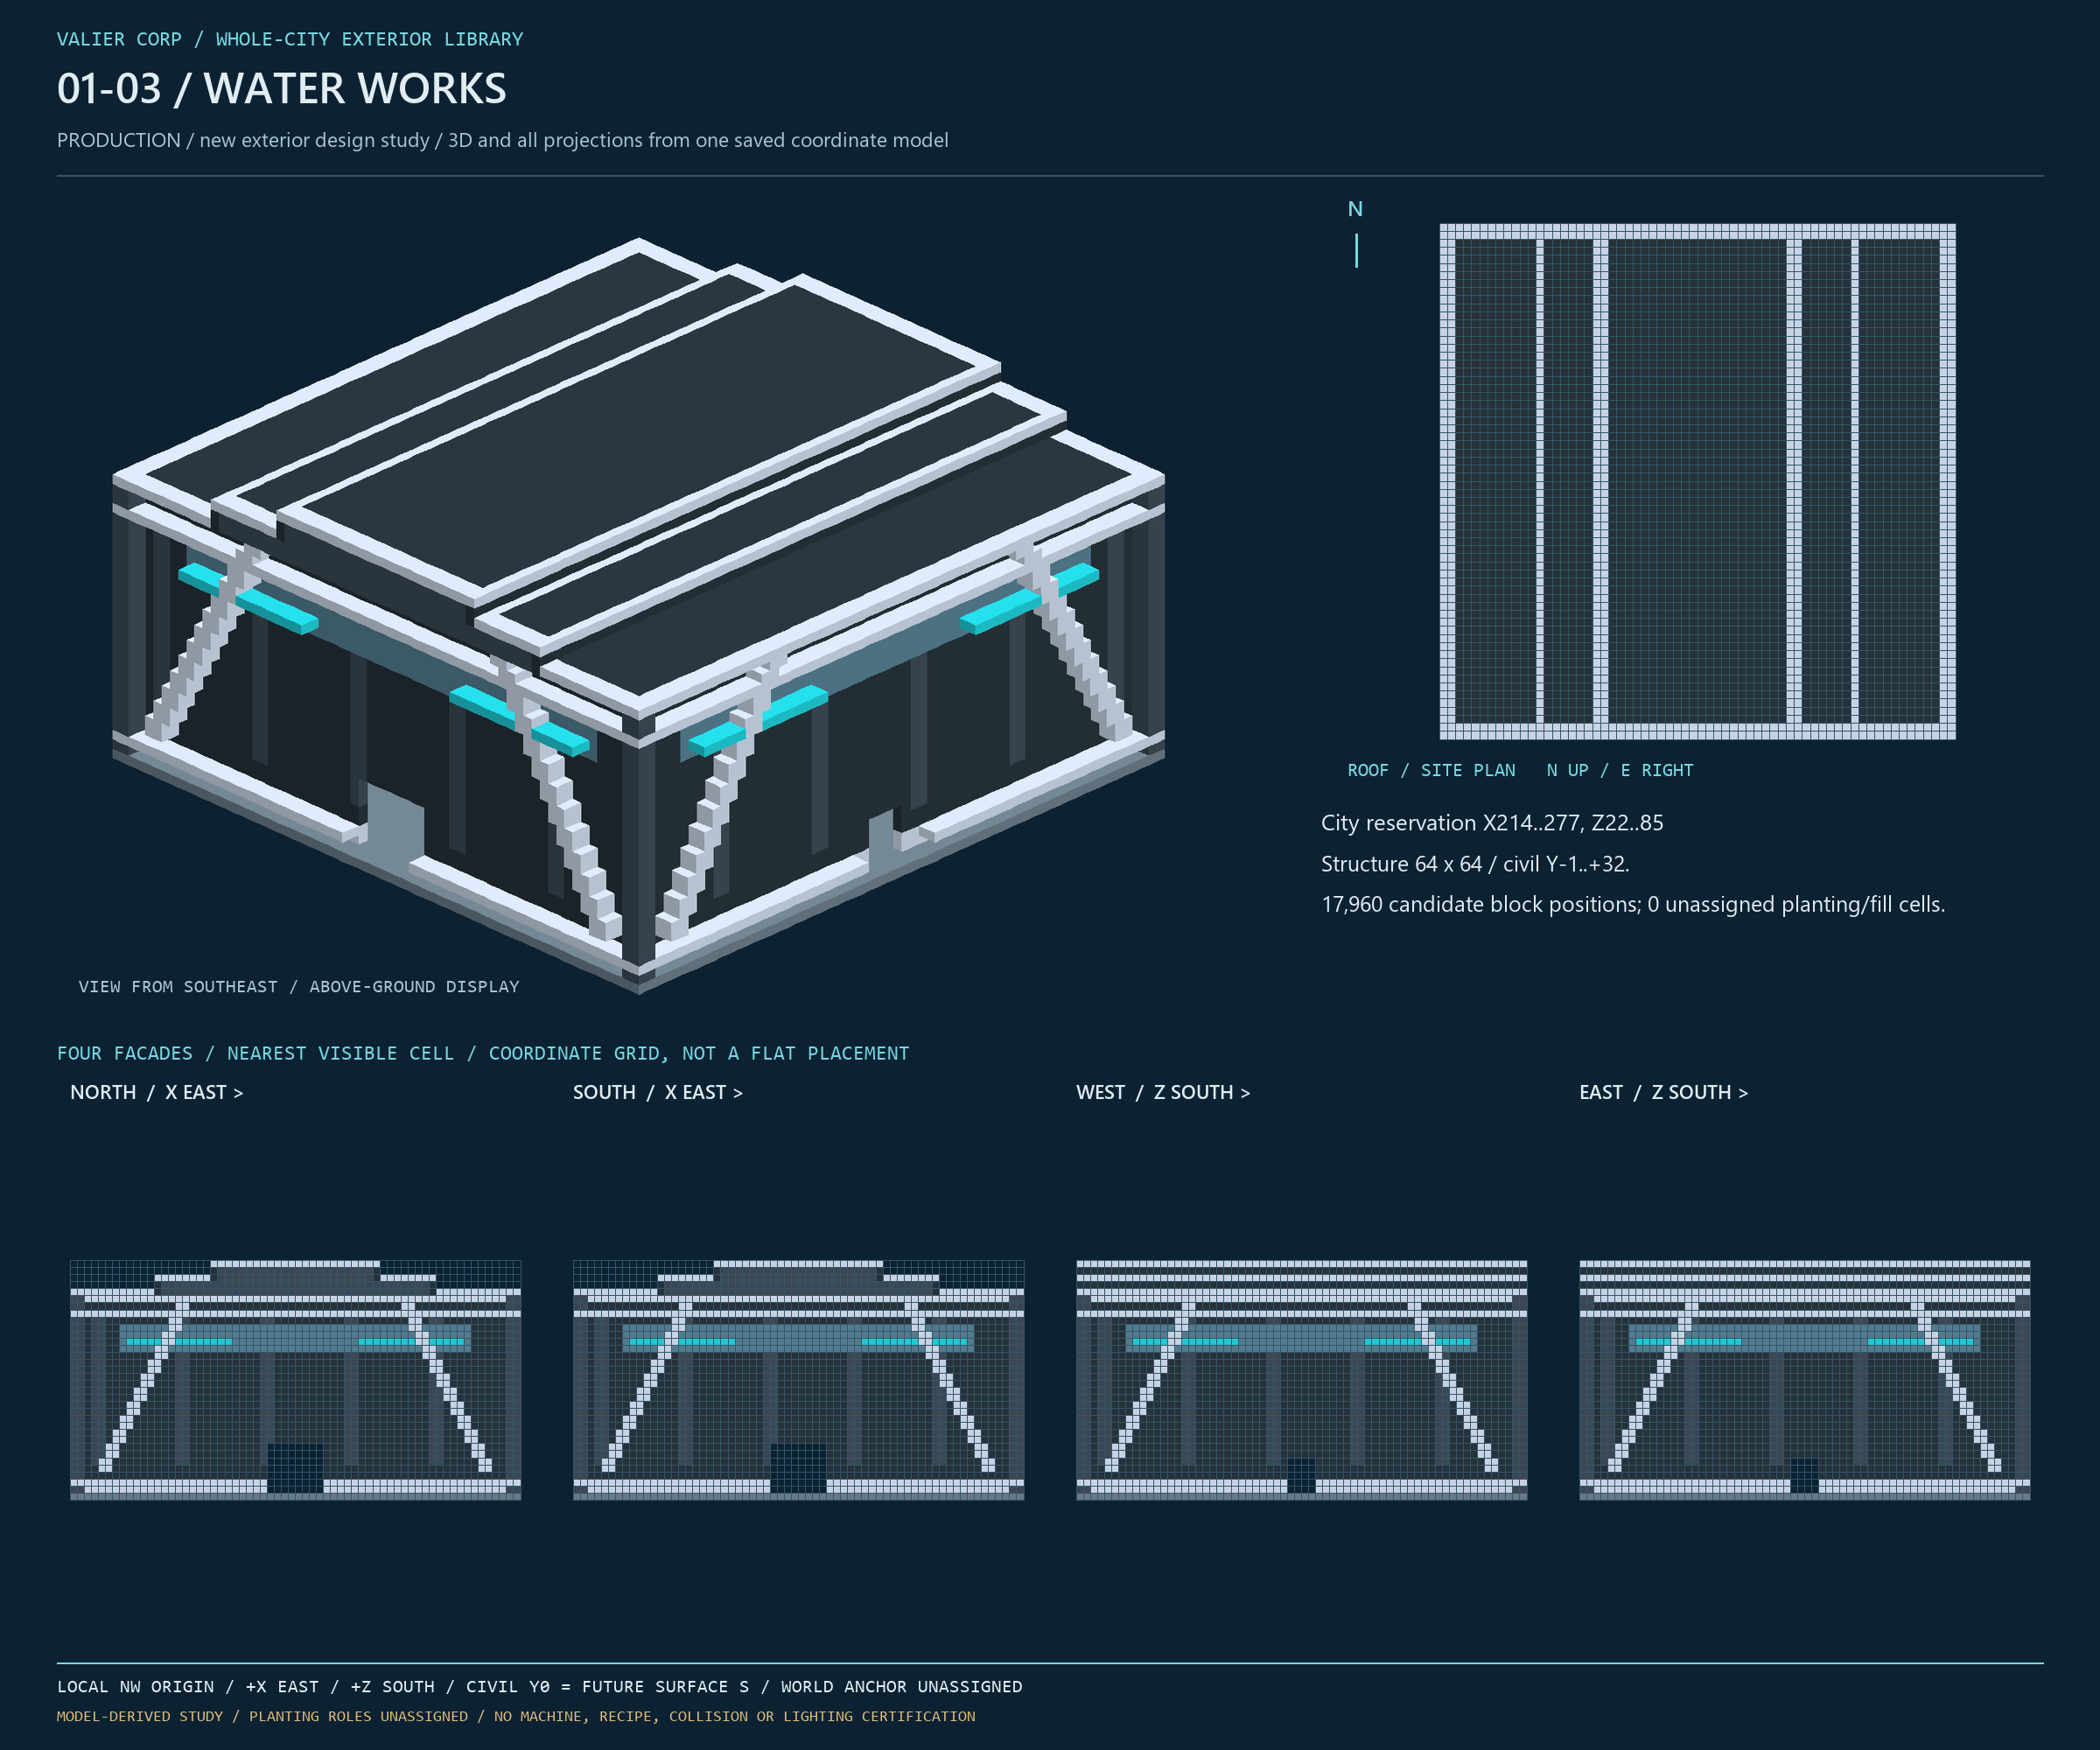 VALIER CORP / WHOLE-CITY EXTERIOR LIBRARY
01-03 / WATER WORKS
PRODUCTION / new exterior design study / 3D and all projections from one saved coordinate model
N
ROOF / SITE PLAN   N UP / E RIGHT
City reservation X214..277, Z22..85
Structure 64 x 64 / civil Y-1..+32.
17,960 candidate block positions; 0 unassigned planting/fill cells.
VIEW FROM SOUTHEAST / ABOVE-GROUND DISPLAY
FOUR FACADES / NEAREST VISIBLE CELL / COORDINATE GRID, NOT A FLAT PLACEMENT
NORTH / X EAST >
SOUTH / X EAST >
WEST / Z SOUTH >
EAST / Z SOUTH >
LOCAL NW ORIGIN / +X EAST / +Z SOUTH / CIVIL Y0 = FUTURE SURFACE S / WORLD ANCHOR UNASSIGNED
MODEL-DERIVED STUDY / PLANTING ROLES UNASSIGNED / NO MACHINE, RECIPE, COLLISION OR LIGHTING CERTIFICATION